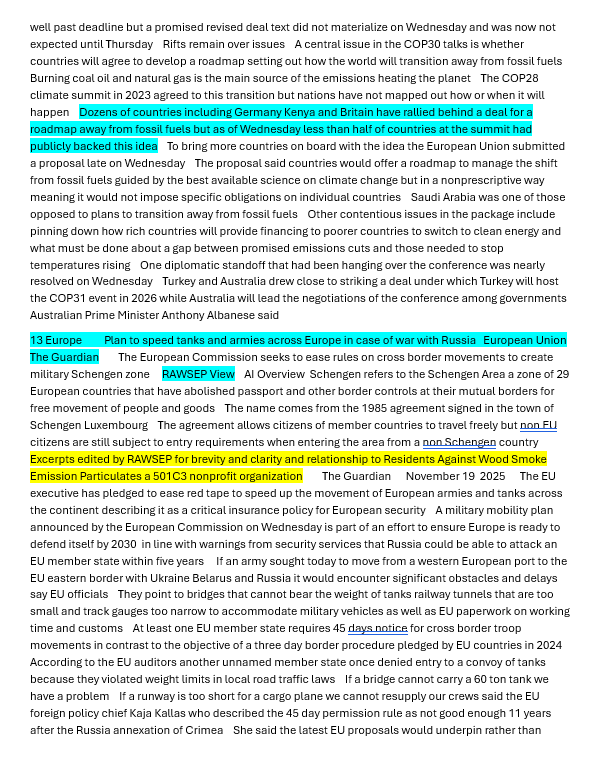 well past deadline but a promised revised deal text did not materialize on Wednesday and was now not
expected until Thursday   Rifts remain over issues   A central issue in the COP30 talks is whether
countries will agree to develop a roadmap setting out how the world will transition away from fossil fuels
Burning coal oil and natural gas is the main source of the emissions heating the planet   The COP28
climate summit in 2023 agreed to this transition but nations have not mapped out how or when it will
happen   Dozens of countries including Germany Kenya and Britain have rallied behind a deal for a
roadmap away from fossil fuels but as of Wednesday less than half of countries at the summit had
publicly backed this idea   To bring more countries on board with the idea the European Union submitted
a proposal late on Wednesday   The proposal said countries would offer a roadmap to manage the shift
from fossil fuels guided by the best available science on climate change but in a nonprescriptive way
meaning it would not impose specific obligations on individual countries   Saudi Arabia was one of those
opposed to plans to transition away from fossil fuels   Other contentious issues in the package include
pinning down how rich countries will provide financing to poorer countries to switch to clean energy and
what must be done about a gap between promised emissions cuts and those needed to stop
temperatures rising   One diplomatic standoff that had been hanging over the conference was nearly
resolved on Wednesday   Turkey and Australia drew close to striking a deal under which Turkey will host
the COP31 event in 2026 while Australia will lead the negotiations of the conference among governments
Australian Prime Minister Anthony Albanese said
13 Europe   Plan to speed tanks and armies across Europe in case of war with Russia   European Union
The Guardian   The European Commission seeks to ease rules on cross border movements to create
military Schengen zone   RAWSEP View   AI Overview  Schengen refers to the Schengen Area a zone of 29
European countries that have abolished passport and other border controls at their mutual borders for
free movement of people and goods   The name comes from the 1985 agreement signed in the town of
Schengen Luxembourg   The agreement allows citizens of member countries to travel freely but non EU
citizens are still subject to entry requirements when entering the area from a non Schengen country
Excerpts edited by RAWSEP for brevity and clarity and relationship to Residents Against Wood Smoke
Emission Particulates a 501C3 nonprofit organization   The Guardian   November 19  2025   The EU
executive has pledged to ease red tape to speed up the movement of European armies and tanks across
the continent describing it as a critical insurance policy for European security   A military mobility plan
announced by the European Commission on Wednesday is part of an effort to ensure Europe is ready to
defend itself by 2030  in line with warnings from security services that Russia could be able to attack an
EU member state within five years   If an army sought today to move from a western European port to the
EU eastern border with Ukraine Belarus and Russia it would encounter significant obstacles and delays
say EU officials   They point to bridges that cannot bear the weight of tanks railway tunnels that are too
small and track gauges too narrow to accommodate military vehicles as well as EU paperwork on working
time and customs   At least one EU member state requires 45 days notice for cross border troop
movements in contrast to the objective of a three day border procedure pledged by EU countries in 2024
According to the EU auditors another unnamed member state once denied entry to a convoy of tanks
because they violated weight limits in local road traffic laws   If a bridge cannot carry a 60 ton tank we
have a problem   If a runway is too short for a cargo plane we cannot resupply our crews said the EU
foreign policy chief Kaja Kallas who described the 45 day permission rule as not good enough 11 years
after the Russia annexation of Crimea   She said the latest EU proposals would underpin rather than